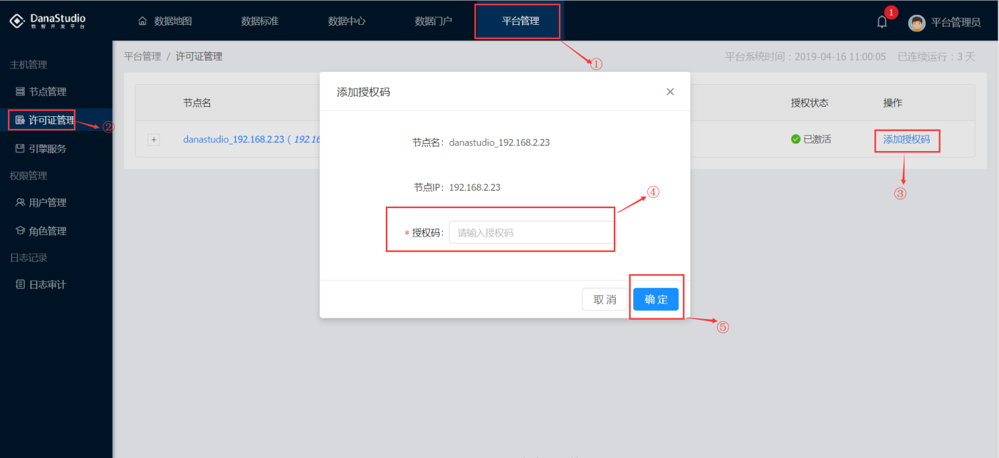 DanaStudio
数智开发平台
数据地图 数据标准 数据中心 数据门户 平台管理
1
平台管理员
①
主机管理
节点管理
许可证管理
②
引擎服务
权限管理
用户管理
角色管理
日志记录
日志审计
平台管理 / 许可证管理
平台系统时间：2019-04-16 11:00:05 已连续运行：3 天
节点名 授权状态 操作
+ danastudio_192.168.2.23 ( 192.16
已激活 添加授权码
③
添加授权码
节点名: danastudio_192.168.2.23
节点IP: 192.168.2.23
④
* 授权码: 请输入授权码
取 消 确 定
⑤